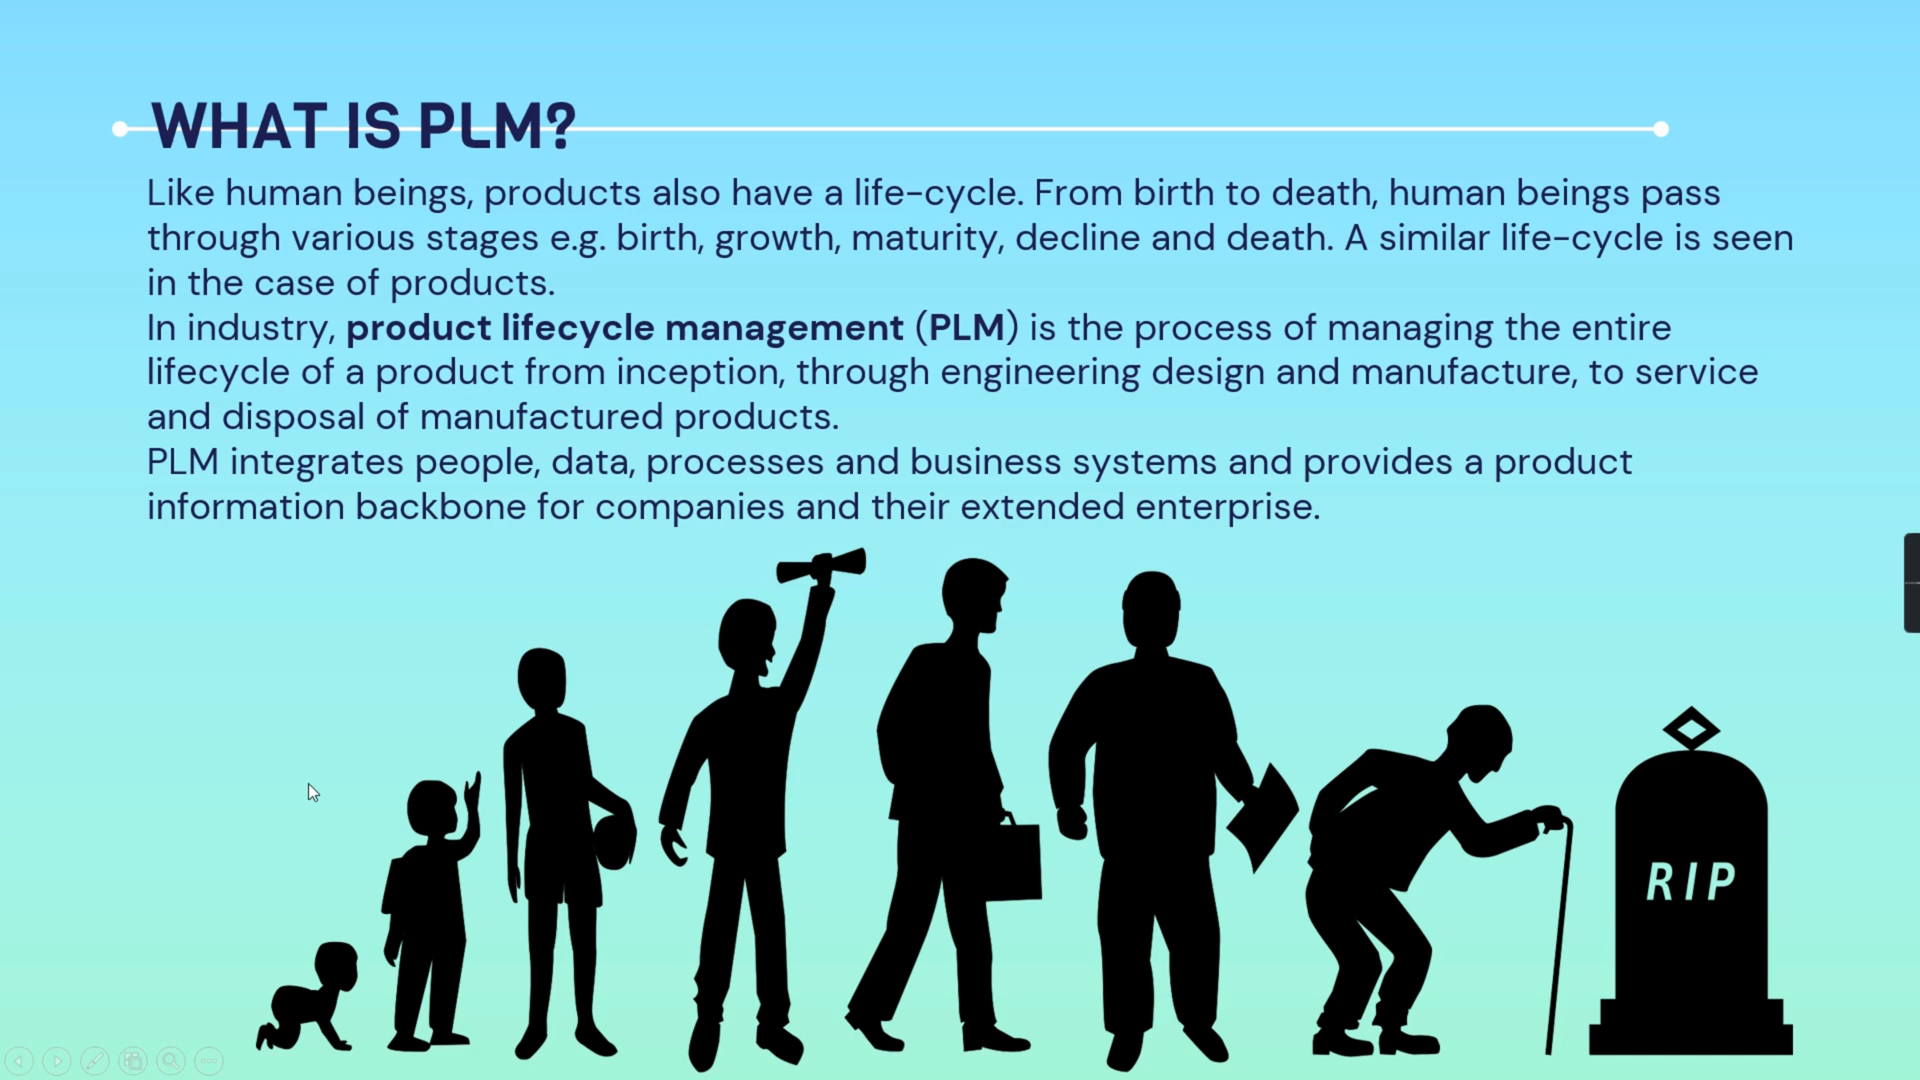 WHAT IS PLM?
Like human beings, products also have a life-cycle. From birth to death, human beings pass
through various stages e.g. birth, growth, maturity, decline and death. A similar life-cycle is seen
in the case of products.
In industry, product lifecycle management (PLM) is the process of managing the entire
lifecycle of a product from inception, through engineering design and manufacture, to service
and disposal of manufactured products.
PLM integrates people, data, processes and business systems and provides a product
information backbone for companies and their extended enterprise.
RIP